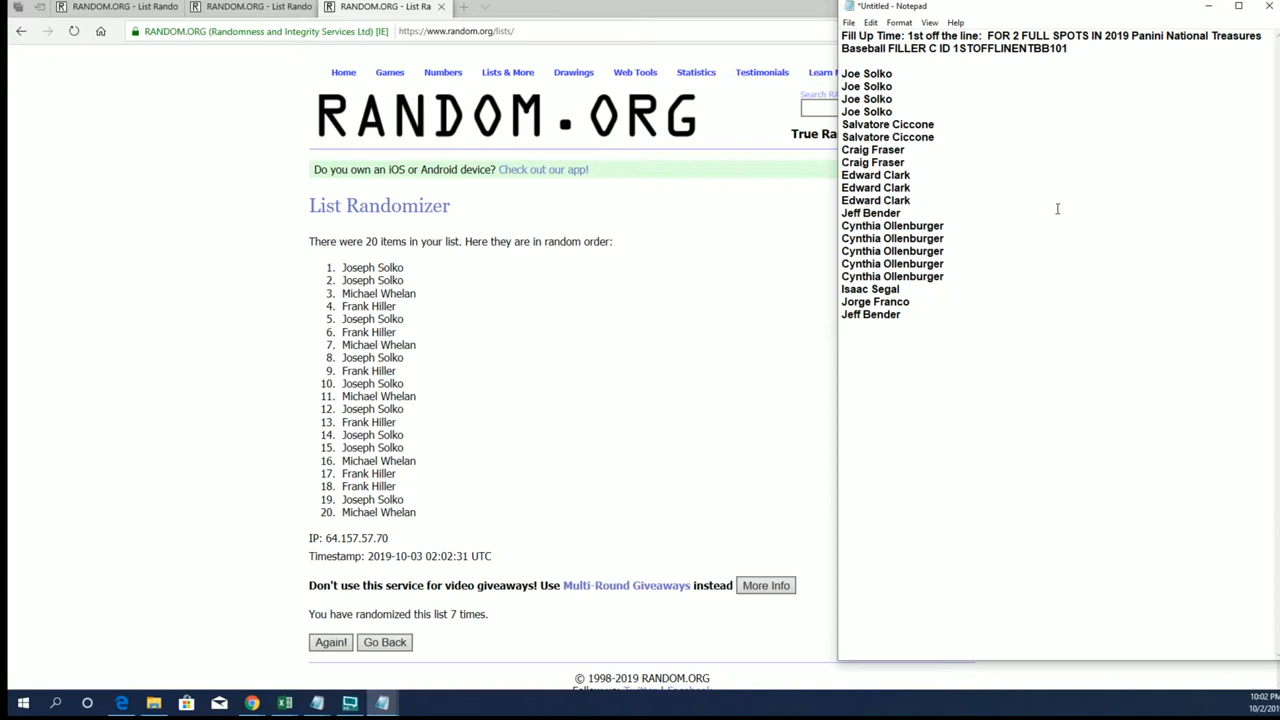 RANDOM.ORG - List Rando
RANDOM.ORG - List Rando
RANDOM.ORG - List Ra
RANDOM.ORG (Randomness and Integrity Services Ltd) [IE]
https://www.random.org/lists/
Home Games Numbers Lists & More Drawings Web Tools Statistics Testimonials Learn
Search RA
RANDOM.ORG
True Ra
Do you own an iOS or Android device? Check out our app!
List Randomizer
There were 20 items in your list. Here they are in random order:
1. Joseph Solko
2. Joseph Solko
3. Michael Whelan
4. Frank Hiller
5. Joseph Solko
6. Frank Hiller
7. Michael Whelan
8. Joseph Solko
9. Frank Hiller
10. Joseph Solko
11. Michael Whelan
12. Joseph Solko
13. Frank Hiller
14. Joseph Solko
15. Joseph Solko
16. Michael Whelan
17. Frank Hiller
18. Frank Hiller
19. Joseph Solko
20. Michael Whelan
IP: 64.157.57.70
Timestamp: 2019-10-03 02:02:31 UTC
Don't use this service for video giveaways! Use Multi-Round Giveaways instead More Info
You have randomized this list 7 times.
Again! Go Back
© 1998-2019 RANDOM.ORG
*Untitled - Notepad
File Edit Format View Help
Fill Up Time: 1st off the line: FOR 2 FULL SPOTS IN 2019 Panini National Treasures
Baseball FILLER C ID 1STOFFLINENTBB101
Joe Solko
Joe Solko
Joe Solko
Joe Solko
Salvatore Ciccone
Salvatore Ciccone
Craig Fraser
Craig Fraser
Edward Clark
Edward Clark
Edward Clark
Jeff Bender
Cynthia Ollenburger
Cynthia Ollenburger
Cynthia Ollenburger
Cynthia Ollenburger
Cynthia Ollenburger
Isaac Segal
Jorge Franco
Jeff Bender
10:02 PM
10/2/201